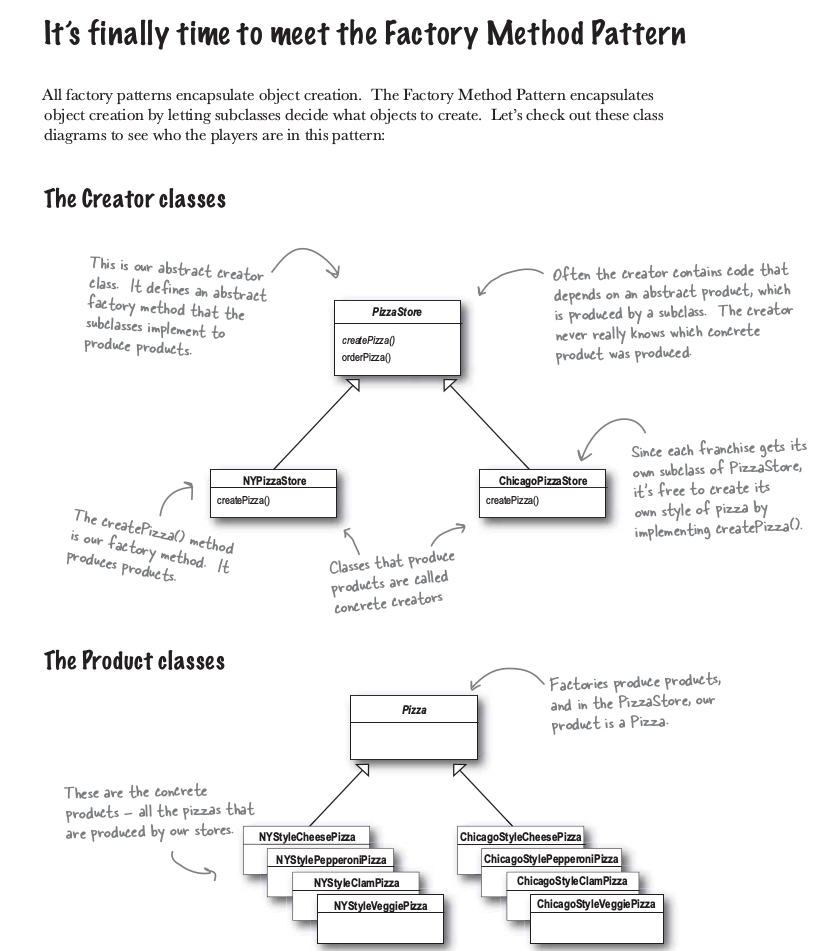 It's finally time to meet the Factory Method Pattern
All factory patterns encapsulate object creation. The Factory Method Pattern encapsulates
object creation by letting subclasses decide what objects to create. Let's check out these class
diagrams to see who the players are in this pattern:
The Creator classes
This is our abstract creator
class. It defines an abstract
factory method that the
subclasses implement to
produce products.
Often the creator contains code that
depends on an abstract product, which
is produced by a subclass. The creator
never really knows which concrete
product was produced.
PizzaStore
createPizza()
orderPizza()
Since each franchise gets its
own subclass of PizzaStore,
it's free to create its
own style of pizza by
implementing createPizza().
NYPizzaStore
createPizza()
ChicagoPizzaStore
createPizza()
The createPizza() method
is our factory method. It
produces products.
Classes that produce
products are called
concrete creators
The Product classes
Factories produce products,
and in the PizzaStore, our
product is a Pizza.
Pizza
These are the concrete
products – all the pizzas that
are produced by our stores.
NYStyleCheesePizza
NYStylePepperoniPizza
NYStyleClamPizza
NYStyleVeggiePizza
ChicagoStyleCheesePizza
ChicagoStylePepperoniPizza
ChicagoStyleClamPizza
ChicagoStyleVeggiePizza